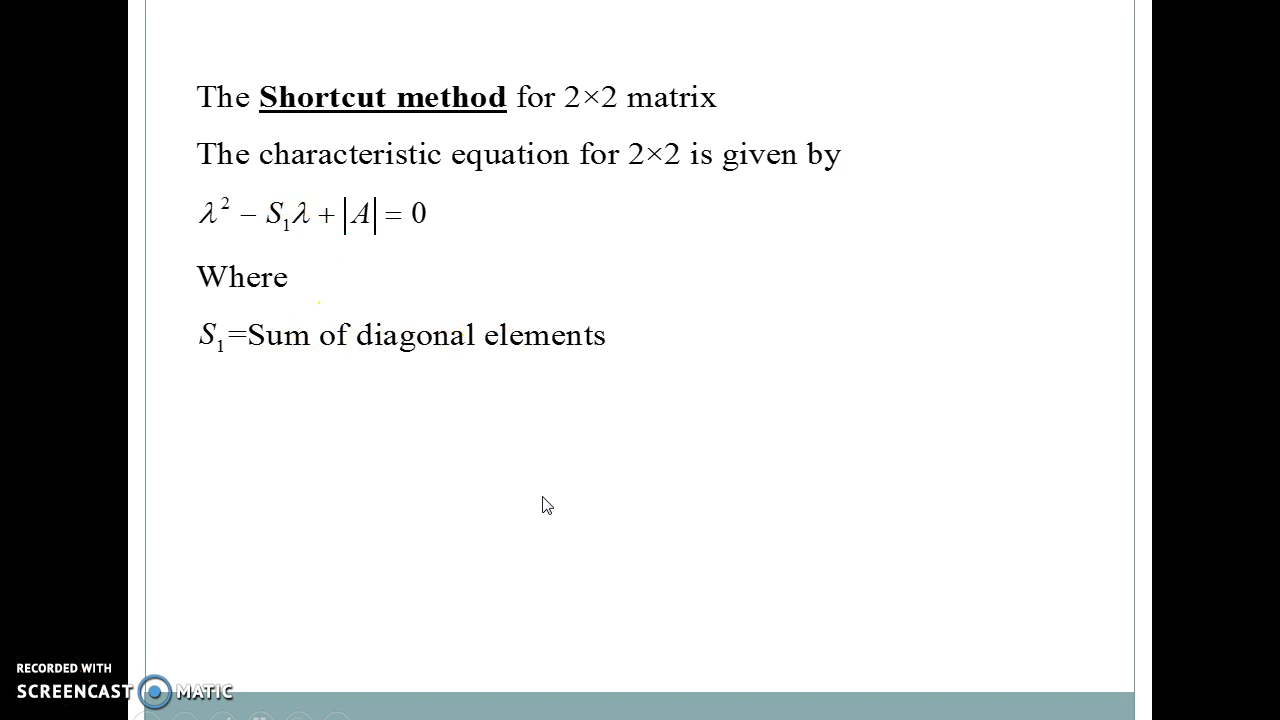 The Shortcut method for 2×2 matrix
The characteristic equation for 2×2 is given by
λ² − S₁λ + |A| = 0
Where
S₁=Sum of diagonal elements
RECORDED WITH
SCREENCAST MATIC